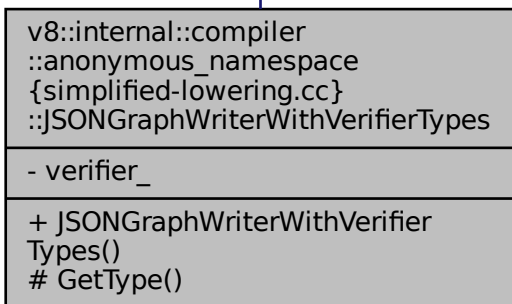 v8::internal::compiler
::anonymous_namespace
{simplified-lowering.cc}
::JSONGraphWriterWithVerifierTypes
- verifier_
+ JSONGraphWriterWithVerifier
Types()
# GetType()